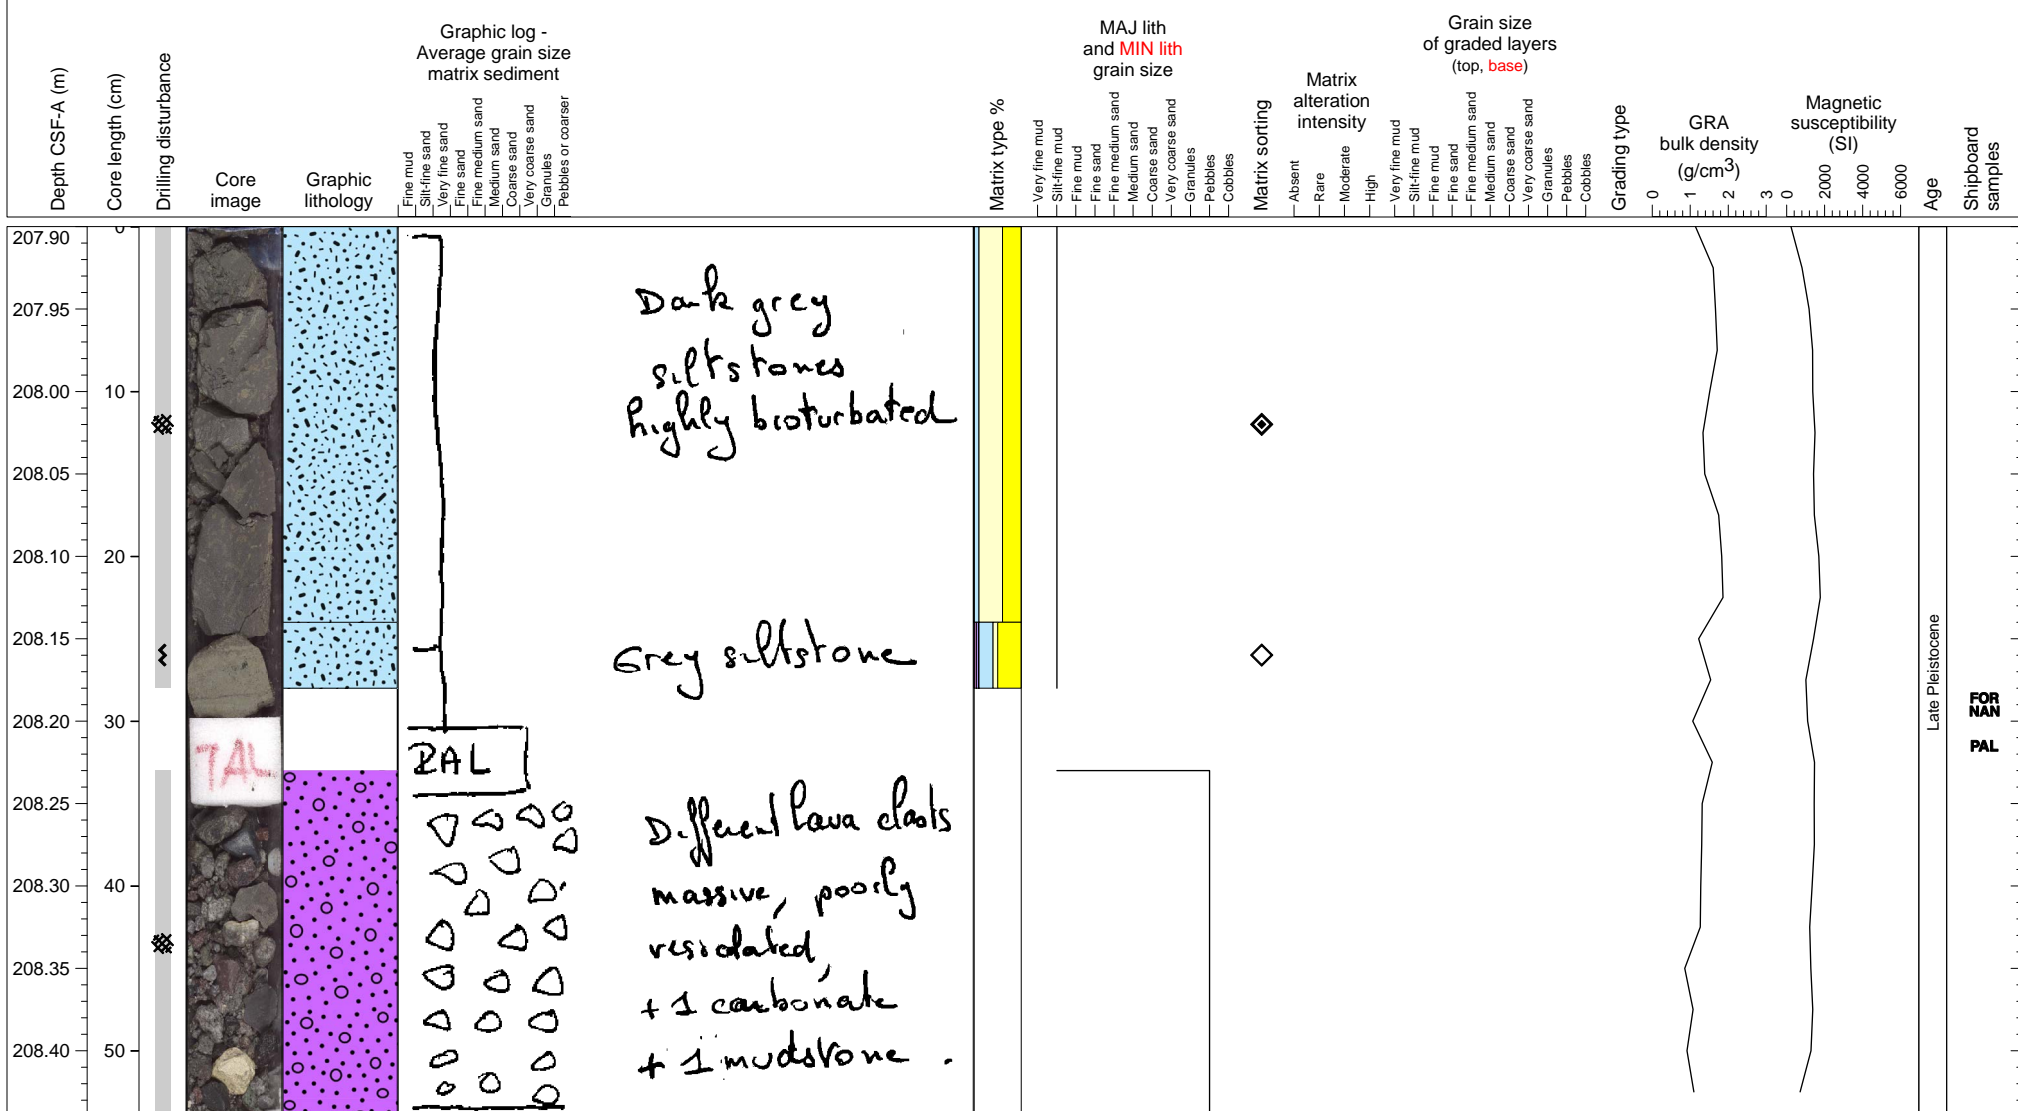 Depth CSF-A (m)
Core length (cm)
Drilling disturbance
Core
image
Graphic
lithology
Graphic log -
Average grain size
matrix sediment
Fine mud
Silt-fine sand
Very fine sand
Fine sand
Fine medium sand
Medium sand
Coarse sand
Very coarse sand
Granules
Pebbles or coarser
Matrix type %
MAJ lith
and MIN lith
grain size
Very fine mud
Silt-fine mud
Fine mud
Fine sand
Fine medium sand
Medium sand
Coarse sand
Very coarse sand
Granules
Pebbles
Cobbles
Matrix sorting
Matrix
alteration
intensity
Absent
Rare
Moderate
High
Grain size
of graded layers
(top, base)
Very fine mud
Silt-fine mud
Fine mud
Fine sand
Fine medium sand
Medium sand
Coarse sand
Very coarse sand
Granules
Pebbles
Cobbles
Grading type
GRA
bulk density
(g/cm3)
0 1 2 3
Magnetic
susceptibility
(SI)
0 2000 4000 6000
Age
Shipboard
samples
207.90
207.95
208.00
208.05
208.10
208.15
208.20
208.25
208.30
208.35
208.40
0
10
20
30
40
50
PAL
Dark grey
siltstones
highly bioturbated
Grey siltstone
PAL
Different lava clasts
massive, poorly
+ 1 carbonate
+ 1 mudstone .
Late Pleistocene
FOR
NAN
PAL